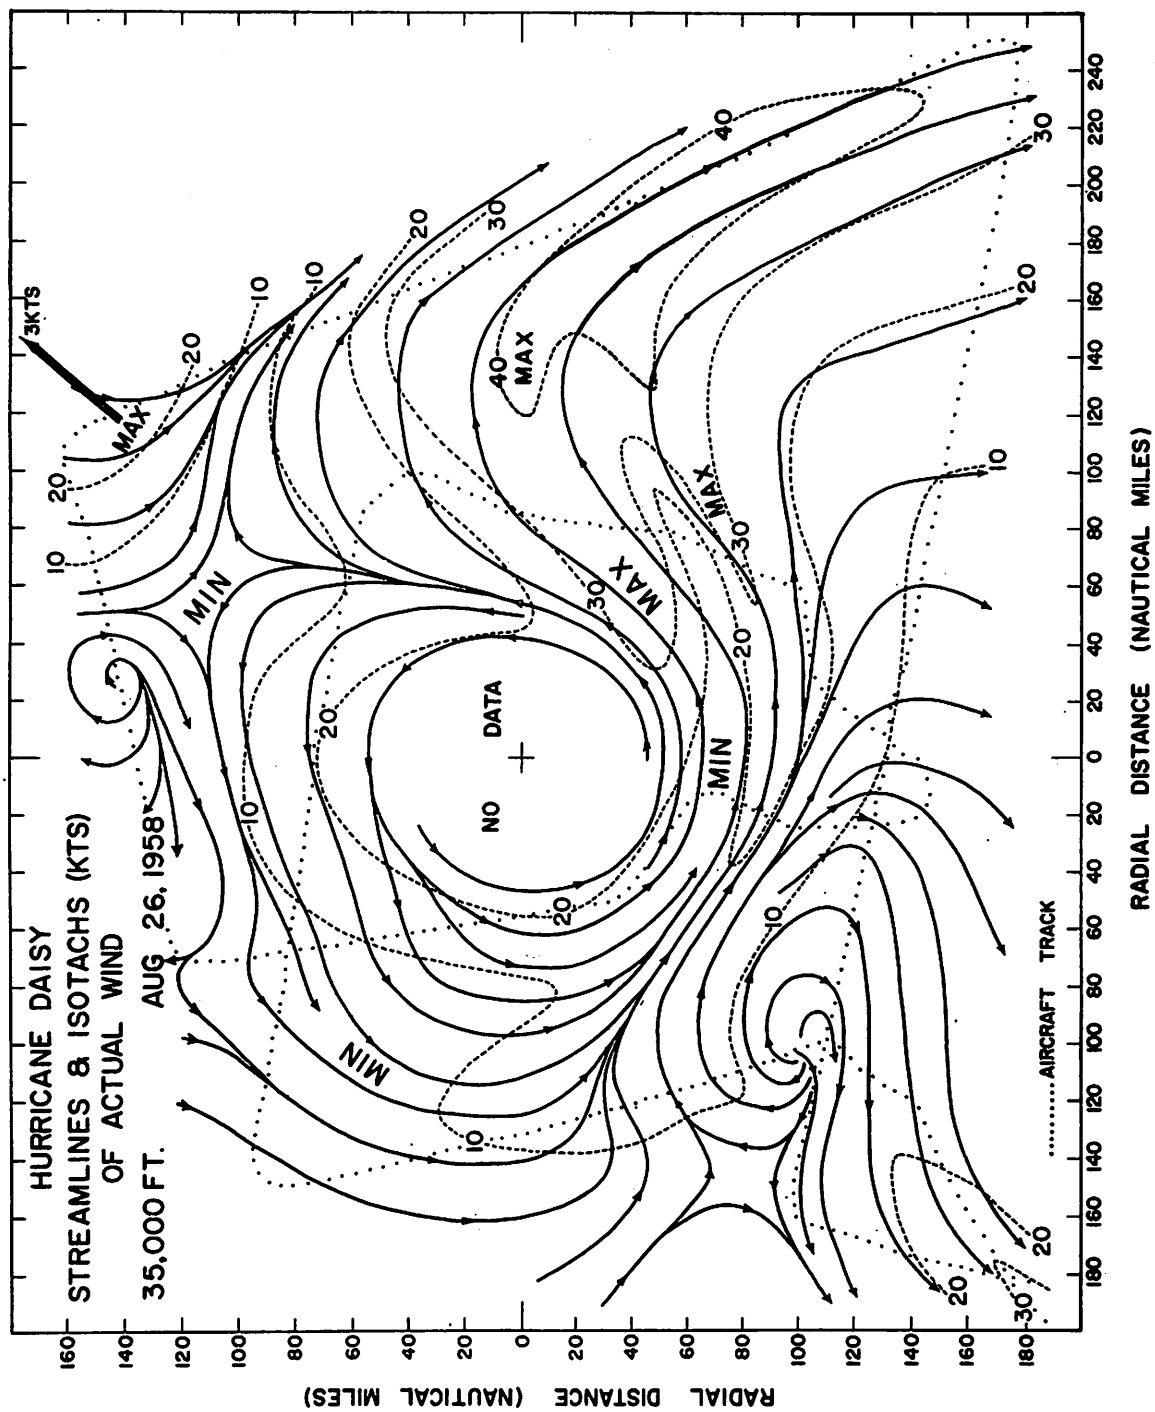 HURRICANE DAISY
STREAMLINES & ISOTACHS (KTS)
OF ACTUAL WIND
35,000 FT. AUG 26, 1958
3KTS
10
20
MAX
20
MIN
10
10
10
20
MIN
20
10
30
NO DATA
40
MAX
20
30
MAX
MIN
MAX
40
30
20
10
20
10
30
20
20
30
........AIRCRAFT TRACK
160
140
120
100
80
60
40
20
0
20
40
60
80
100
120
140
160
180
RADIAL DISTANCE (NAUTICAL MILES)
180 160 140 120 100 80 60 40 20 0 20 40 60 80 100 120 140 160 180 200 220 240
RADIAL DISTANCE (NAUTICAL MILES)